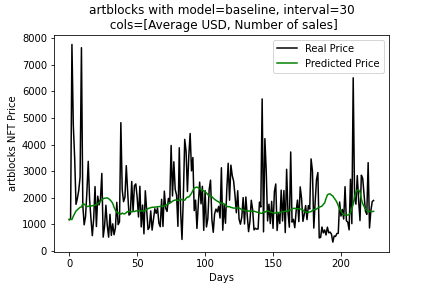 artblocks with model=baseline, interval=30
cols=[Average USD, Number of sales]
Real Price
Predicted Price
artblocks NFT Price
8000
7000
6000
5000
4000
3000
2000
1000
0
0
50
100
150
200
Days